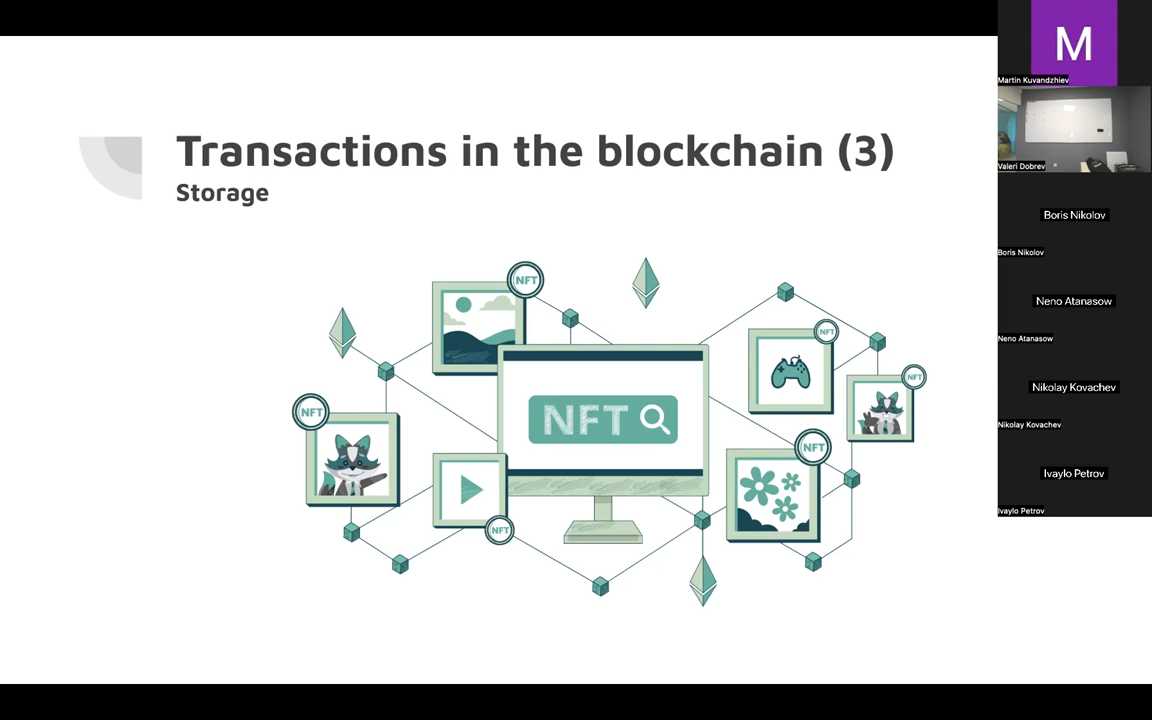 Transactions in the blockchain (3)
Storage
NFT
NFT
NFT
NFT
NFT
NFT
NFT
M
Martin Kuvandzhiev
Valeri Dobrev
Boris Nikolov
Boris Nikolov
Neno Atanasow
Neno Atanasow
Nikolay Kovachev
Nikolay Kovachev
Ivaylo Petrov
Ivaylo Petrov